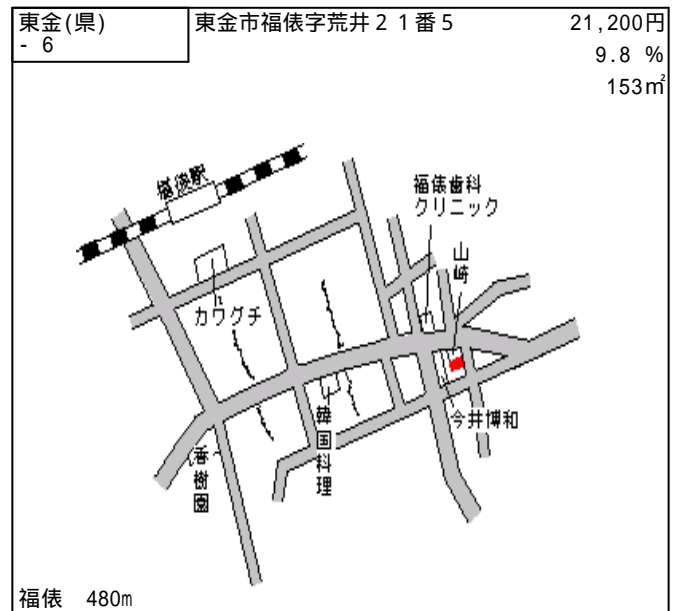 東金(県)
- 6
東金市福俵字荒井２１番５
21,200円
9.8 %
153㎡
福俵駅
福俵歯科
クリニック
山崎
カワグチ
韓国料理
今井博和
香樹園
福俵 480m